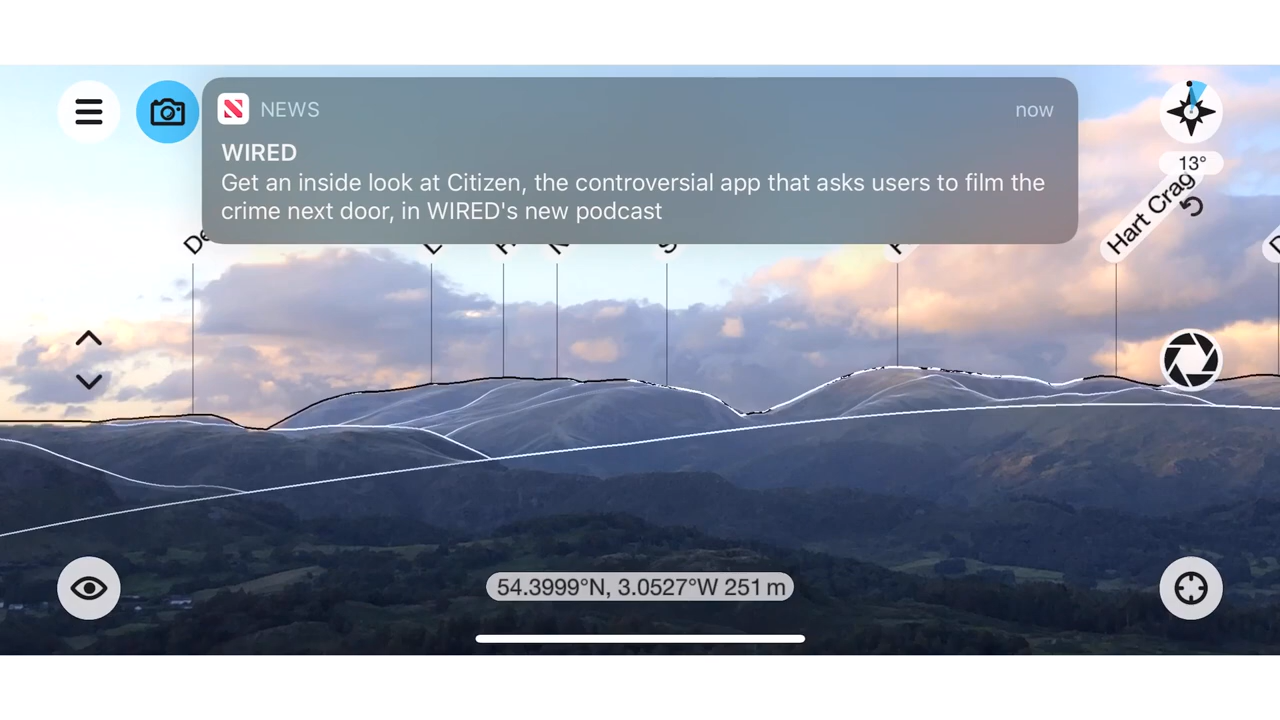 NEWS
now
WIRED
Get an inside look at Citizen, the controversial app that asks users to film the
crime next door, in WIRED's new podcast
13°
Hart Crag
54.3999°N, 3.0527°W 251 m